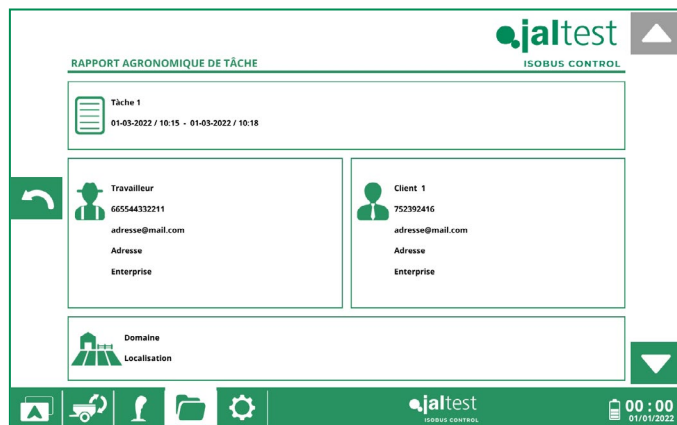 jaltest
ISOBUS CONTROL
RAPPORT AGRONOMIQUE DE TÂCHE
Tâche 1
01-03-2022 / 10:15 - 01-03-2022 / 10:18
Travailleur
665544332211
adresse@mail.com
Adresse
Enterprise
Client 1
752392416
adresse@mail.com
Adresse
Enterprise
Domaine
Localisation
jaltest
ISOBUS CONTROL
00 : 00
01/01/2022